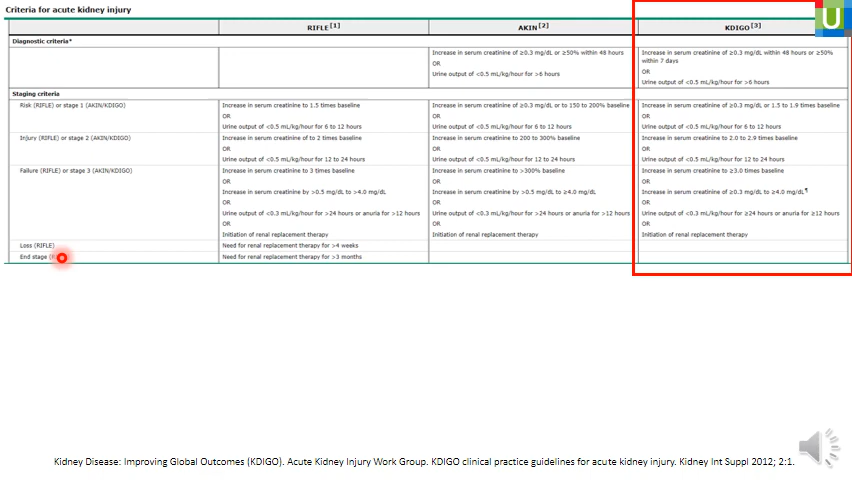 Criteria for acute kidney injury
RIFLE[1] AKIN[2] KDIGO[3]
Diagnostic criteria*
Increase in serum creatinine of ≥0.3 mg/dL or ≥50% within 48 hours
OR
Urine output of <0.5 mL/kg/hour for >6 hours
Increase in serum creatinine of ≥0.3 mg/dL within 48 hours or ≥50%
within 7 days
OR
Urine output of <0.5 mL/kg/hour for >6 hours
Staging criteria
Risk (RIFLE) or stage 1 (AKIN/KDIGO)
Increase in serum creatinine to 1.5 times baseline
OR
Urine output of <0.5 mL/kg/hour for 6 to 12 hours
Increase in serum creatinine of ≥0.3 mg/dL or to 150 to 200% baseline
OR
Urine output of <0.5 mL/kg/hour for 6 to 12 hours
Increase in serum creatinine of ≥0.3 mg/dL or 1.5 to 1.9 times baseline
OR
Urine output of <0.5 mL/kg/hour for 6 to 12 hours
Injury (RIFLE) or stage 2 (AKIN/KDIGO)
Increase in serum creatinine of to 2 times baseline
OR
Urine output of <0.5 mL/kg/hour for 12 to 24 hours
Increase in serum creatinine to 200 to 300% baseline
OR
Urine output of <0.5 mL/kg/hour for 12 to 24 hours
Increase in serum creatinine to 2.0 to 2.9 times baseline
OR
Urine output of <0.5 mL/kg/hour for 12 to 24 hours
Failure (RIFLE) or stage 3 (AKIN/KDIGO)
Increase in serum creatinine to 3 times baseline
OR
Increase in serum creatinine by >0.5 mg/dL to >4.0 mg/dL
OR
Urine output of <0.3 mL/kg/hour for >24 hours or anuria for >12 hours
OR
Initiation of renal replacement therapy
Increase in serum creatinine to >300% baseline
OR
Increase in serum creatinine by >0.5 mg/dL to ≥4.0 mg/dL
OR
Urine output of <0.3 mL/kg/hour for >24 hours or anuria for >12 hours
OR
Initiation of renal replacement therapy
Increase in serum creatinine to ≥3.0 times baseline
OR
Increase in serum creatinine of ≥0.3 mg/dL to ≥4.0 mg/dL¶
OR
Urine output of <0.3 mL/kg/hour for ≥24 hours or anuria for ≥12 hours
OR
Initiation of renal replacement therapy
Loss (RIFLE)
Need for renal replacement therapy for >4 weeks
End stage
Need for renal replacement therapy for >3 months
U
Kidney Disease: Improving Global Outcomes (KDIGO). Acute Kidney Injury Work Group. KDIGO clinical practice guidelines for acute kidney injury. Kidney Int Suppl 2012; 2:1.